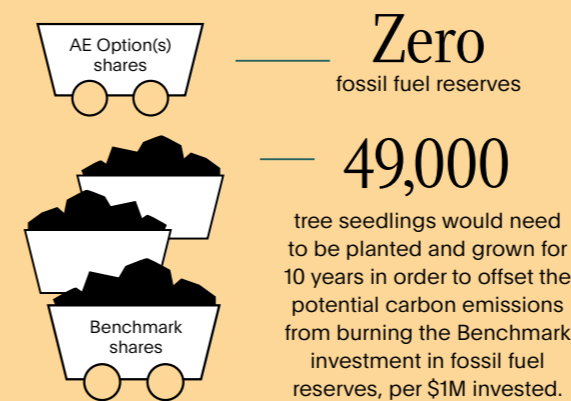 AE Option(s)
shares
Zero
fossil fuel reserves
49,000
tree seedlings would need
to be planted and grown for
10 years in order to offset the
potential carbon emissions
from burning the Benchmark
investment in fossil fuel
reserves, per $1M invested.
Benchmark
shares